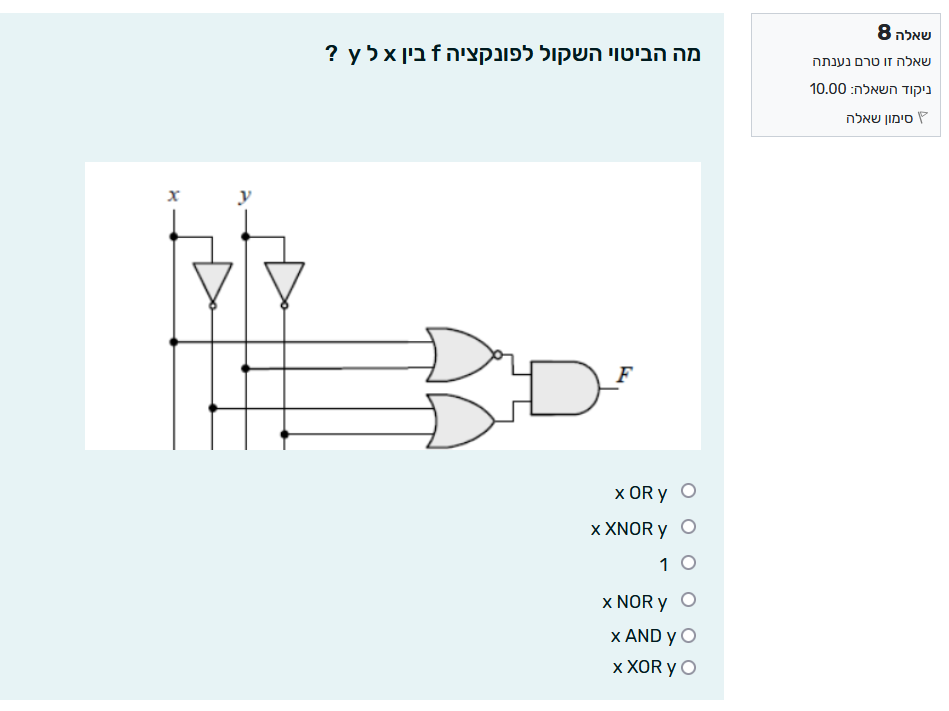 שאלה 8
שאלה זו טרם נענתה
ניקוד השאלה: 10.00
סימון שאלה
מה הביטוי השקול לפונקציה f בין x ל y ?
x y
F
x OR y
x XNOR y
1
x NOR y
x AND y
x XOR y